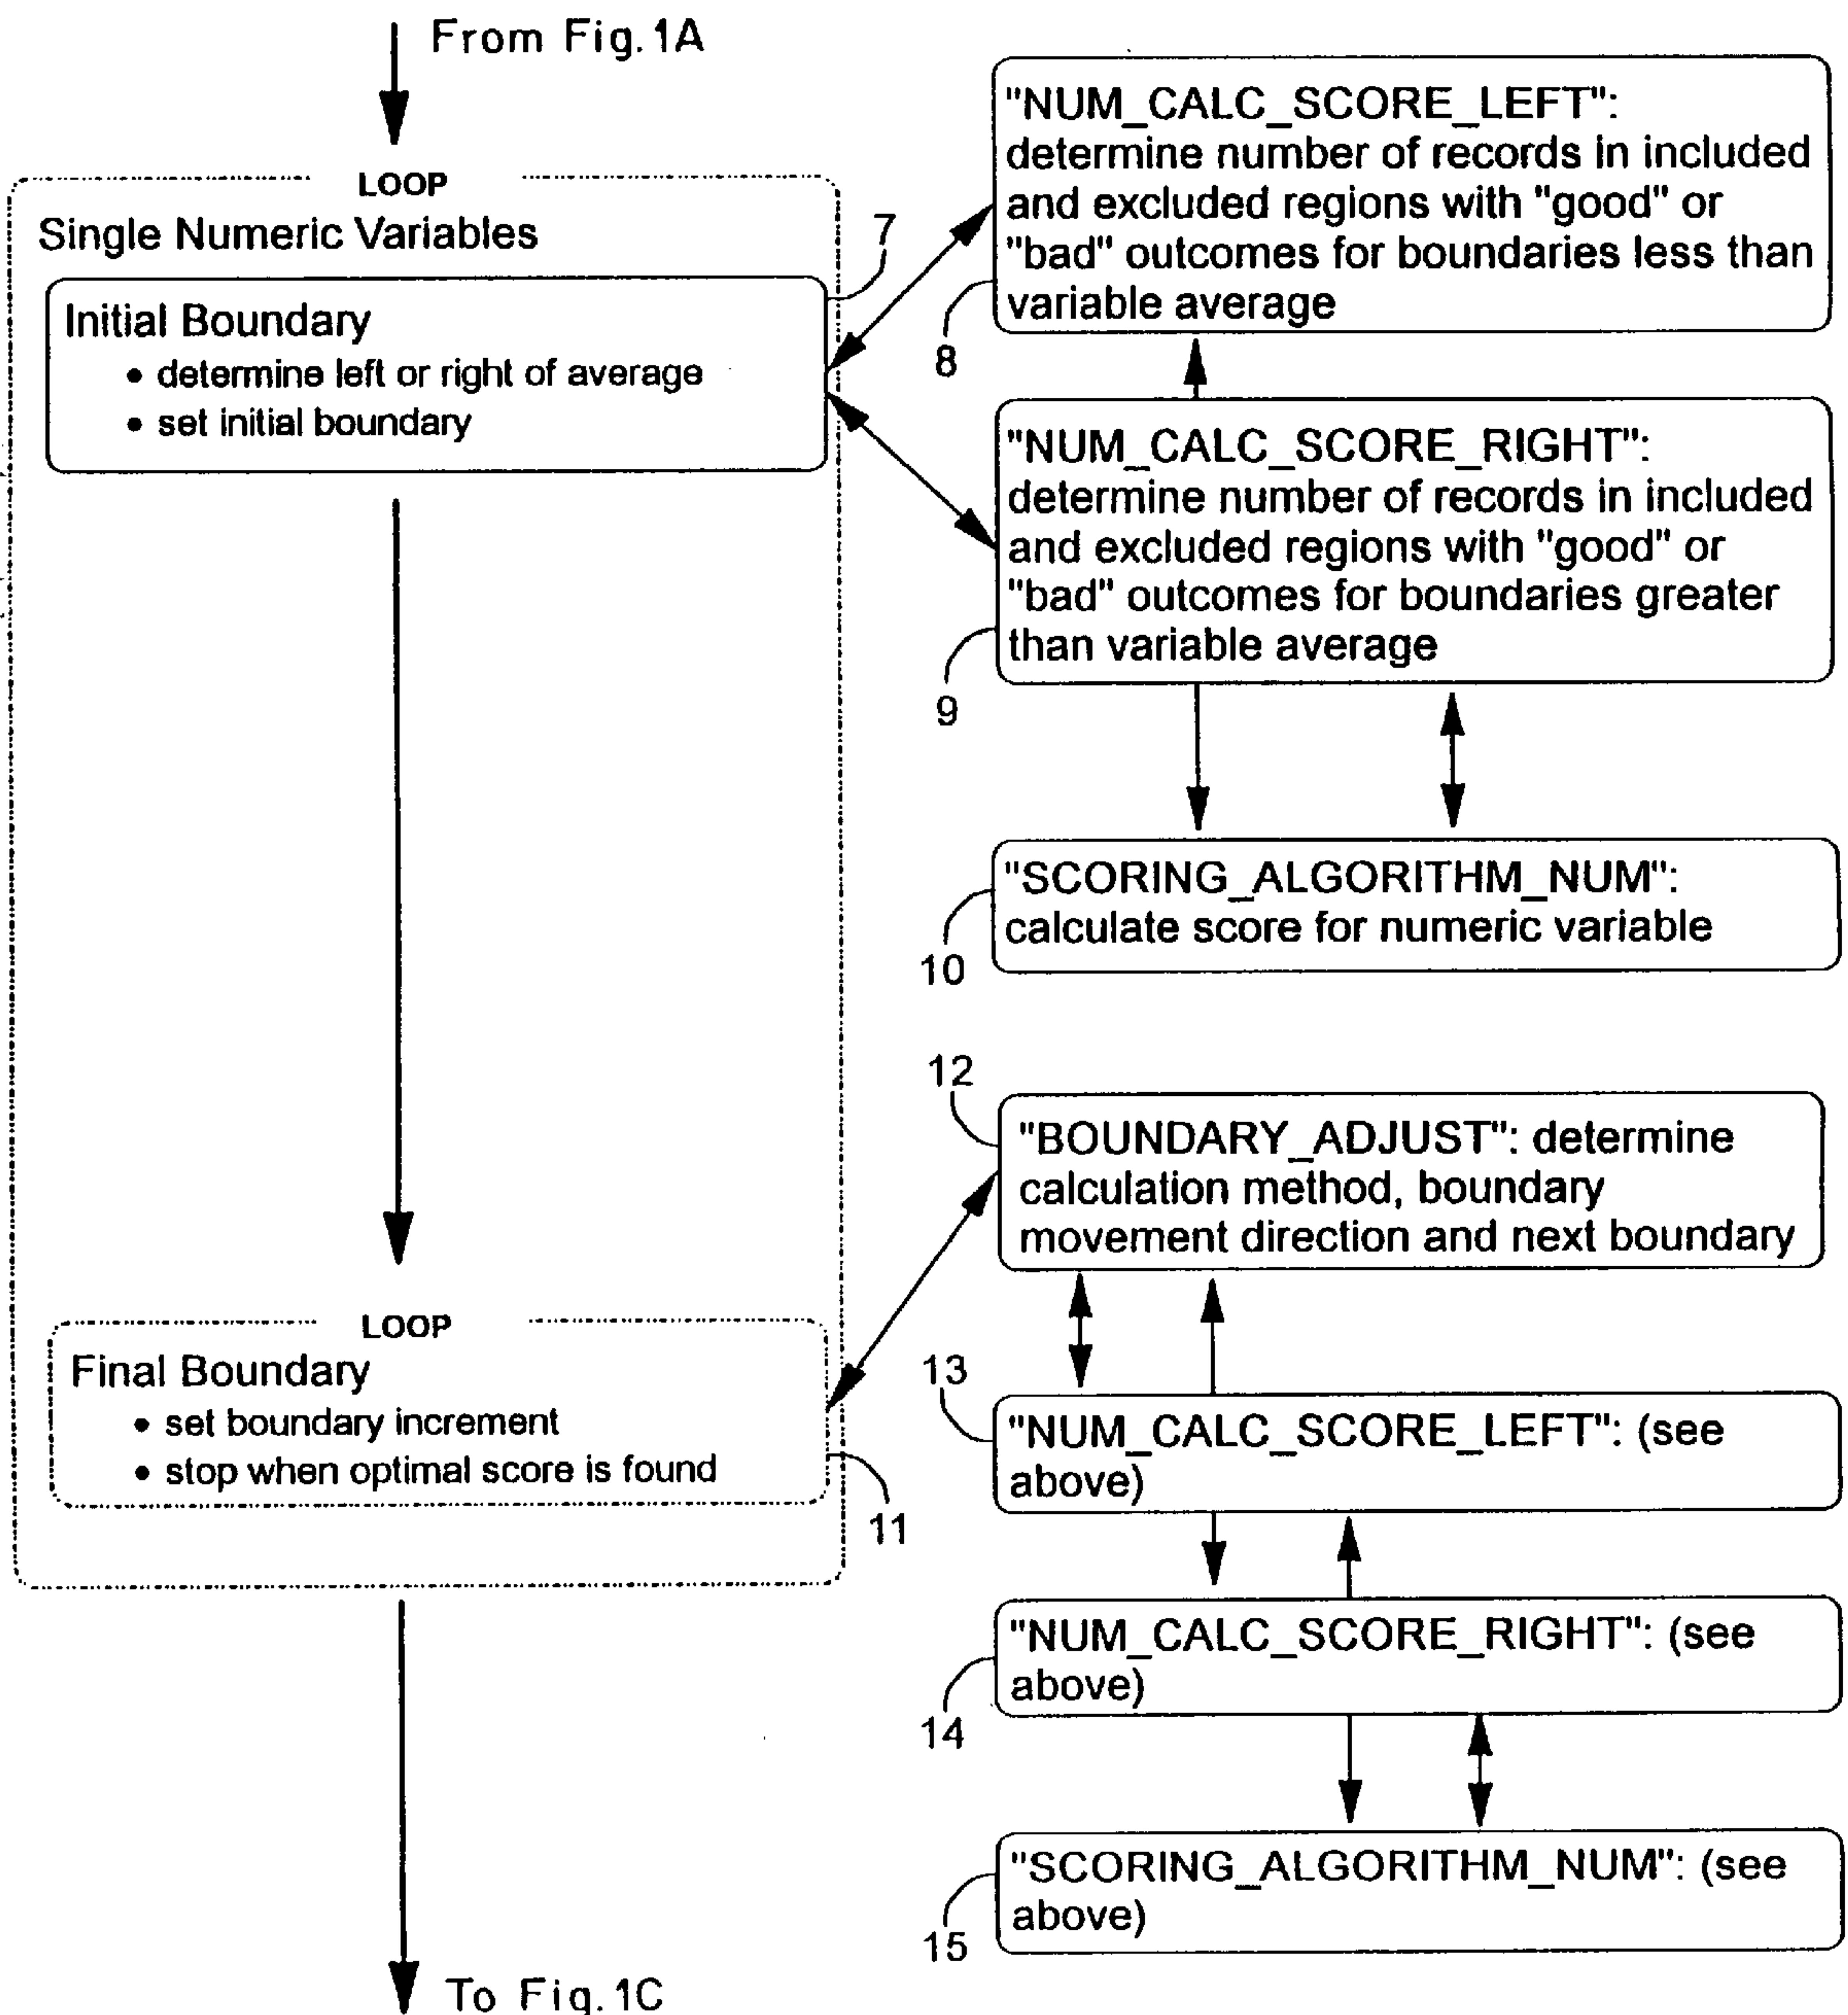 From Fig.1A
LOOP
Single Numeric Variables
7
Initial Boundary
• determine left or right of average
• set initial boundary
"NUM_CALC_SCORE_LEFT":
determine number of records in included
and excluded regions with "good" or
"bad" outcomes for boundaries less than
variable average
8
"NUM_CALC_SCORE_RIGHT":
determine number of records in included
and excluded regions with "good" or
"bad" outcomes for boundaries greater
than variable average
9
"SCORING_ALGORITHM_NUM":
calculate score for numeric variable
10
12
"BOUNDARY_ADJUST": determine
calculation method, boundary
movement direction and next boundary
LOOP
Final Boundary
• set boundary increment
• stop when optimal score is found
11
13
"NUM_CALC_SCORE_LEFT": (see
above)
"NUM_CALC_SCORE_RIGHT": (see
above)
14
"SCORING_ALGORITHM_NUM": (see
above)
15
To Fig.1C